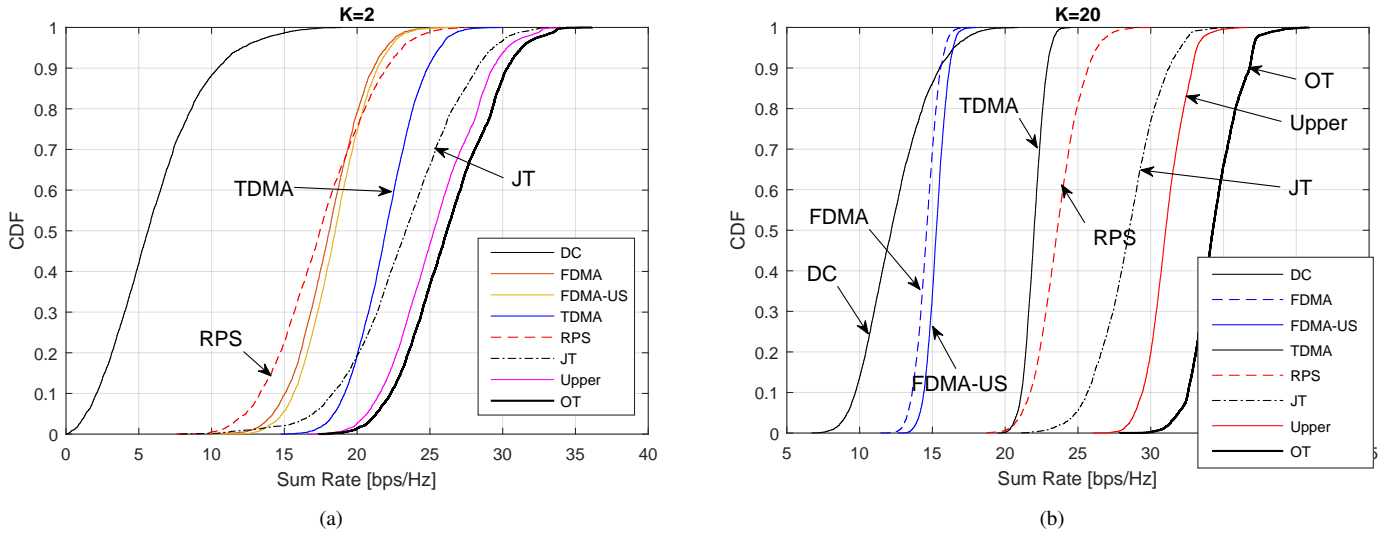 K=2
1
0.9
0.8
0.7
0.6
0.5
0.4
0.3
0.2
0.1
0
CDF
0 5 10 15 20 25 30 35 40
Sum Rate [bps/Hz]
TDMA
JT
RPS
DC
FDMA
FDMA-US
TDMA
RPS
JT
Upper
OT
(a)
K=20
1
0.9
0.8
0.7
0.6
0.5
0.4
0.3
0.2
0.1
0
CDF
5 10 15 20 25 30
Sum Rate [bps/Hz]
OT
TDMA
Upper
JT
FDMA
RPS
DC
FDMA-US
DC
FDMA
FDMA-US
TDMA
RPS
JT
Upper
OT
(b)